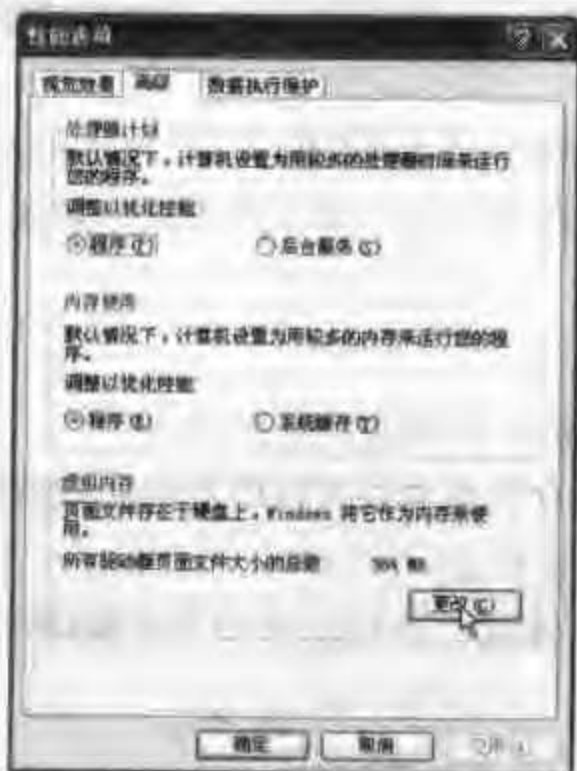 性能选项
视觉效果 高级 数据执行保护
处理器计划
默认情况下，计算机设置为用较多的处理器时间来运行
您的程序。
调整以优化性能:
程序(P) 后台服务(S)
内存使用
默认情况下，计算机设置为用较多的内存来运行您的程
序。
调整以优化性能:
程序(R) 系统缓存(T)
虚拟内存
页面文件存在于硬盘上，Windows 将它作为内存来使
用。
所有驱动器页面文件大小的总数: MB
更改(C)
确定 取消